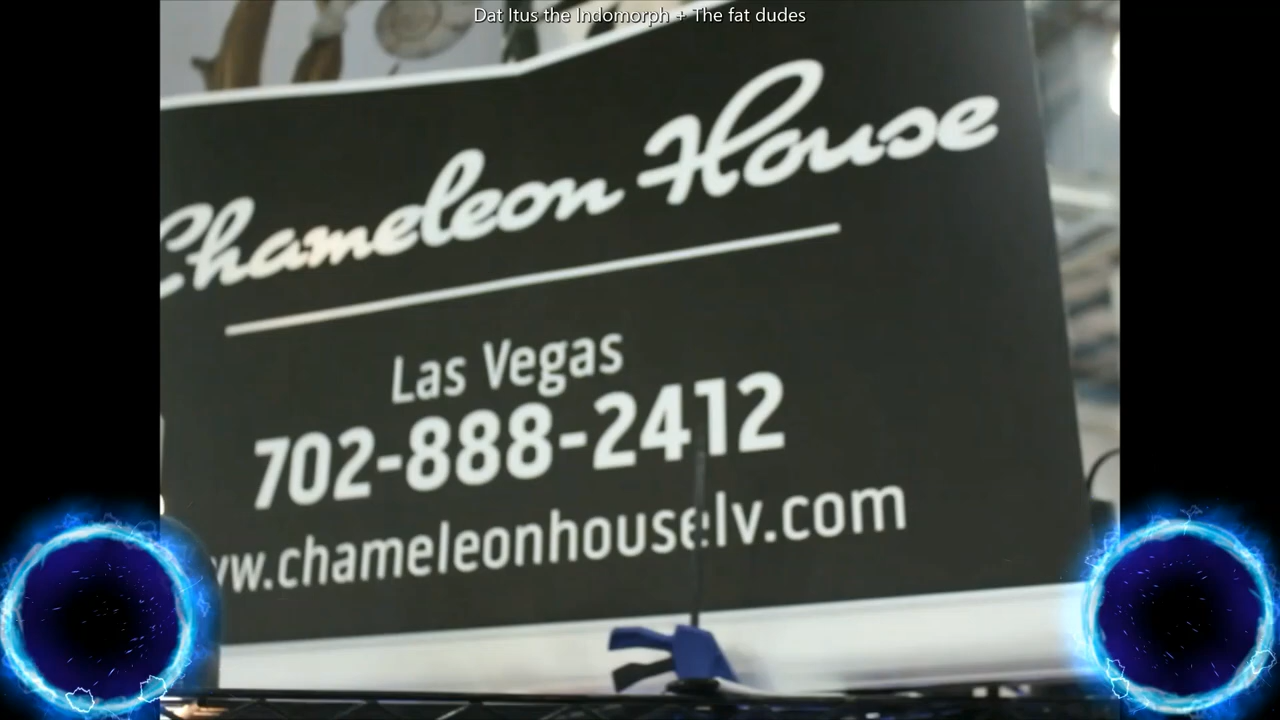 Dat Itus the Indomorph + The fat dudes
Chameleon House
Las Vegas
702-888-2412
ww.chameleonhouselv.com